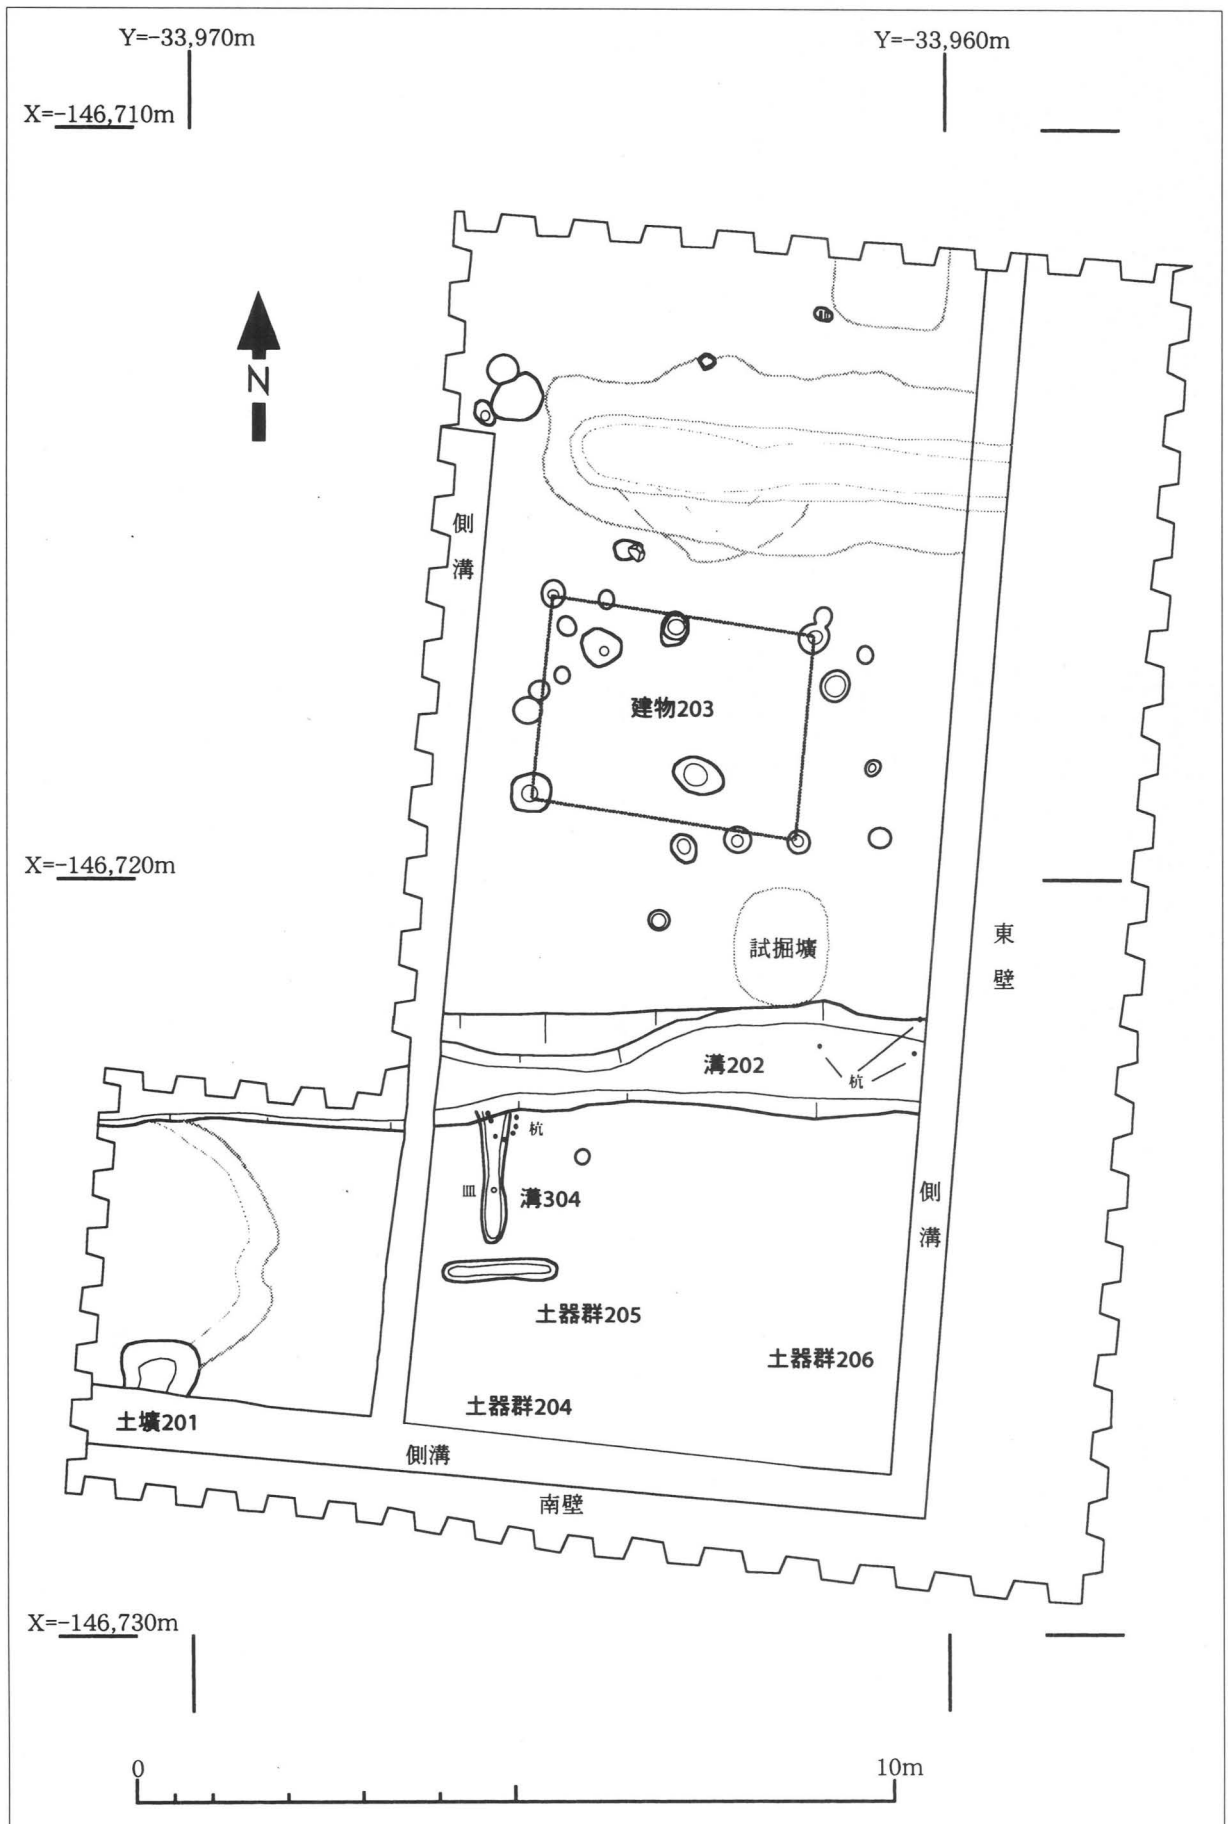 Y=-33,970m
Y=-33,960m
X=-146,710m
N
側溝
建物203
X=-146,720m
東壁
試掘壙
溝202
杭
杭
皿
溝304
側溝
土器群205
土器群206
土器群204
土壙201
側溝
南壁
X=-146,730m
0
10m